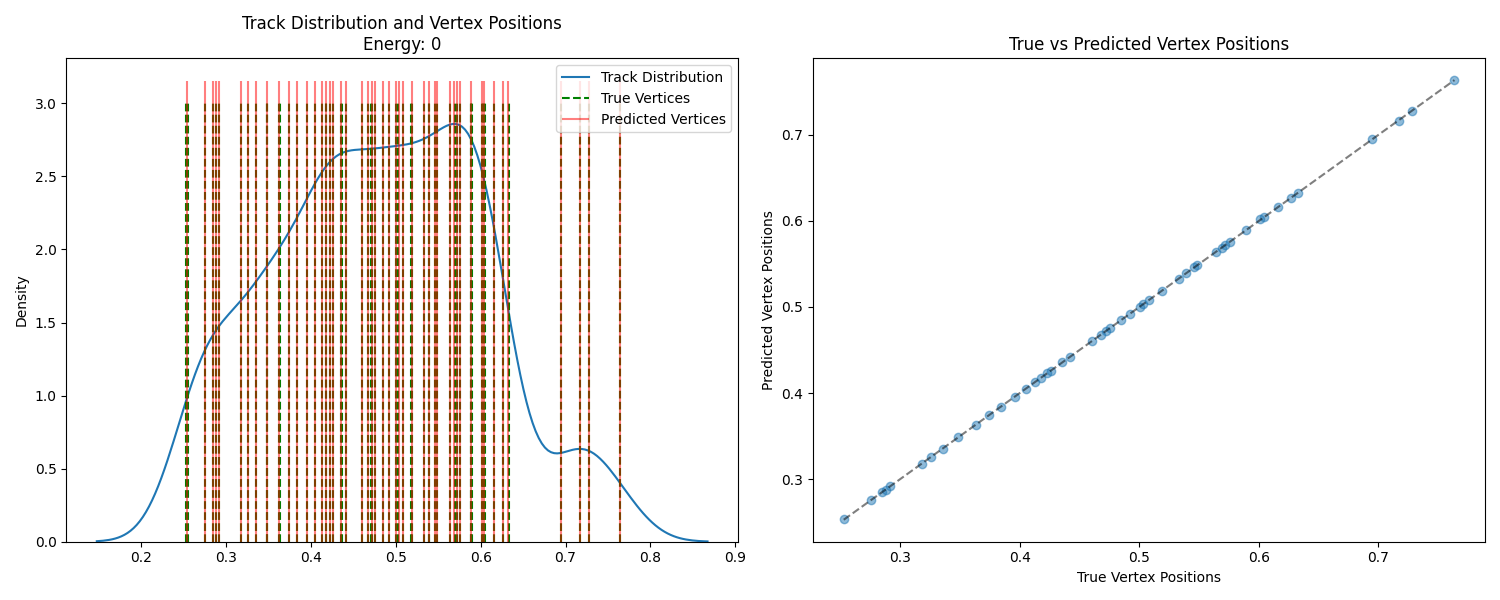 Track Distribution and Vertex Positions
Energy: 0
Density
3.0
2.5
2.0
1.5
1.0
0.5
0.0
0.2
0.3
0.4
0.5
0.6
0.7
0.8
0.9
Track Distribution
True Vertices
Predicted Vertices
True vs Predicted Vertex Positions
Predicted Vertex Positions
0.7
0.6
0.5
0.4
0.3
0.3
0.4
0.5
0.6
0.7
True Vertex Positions